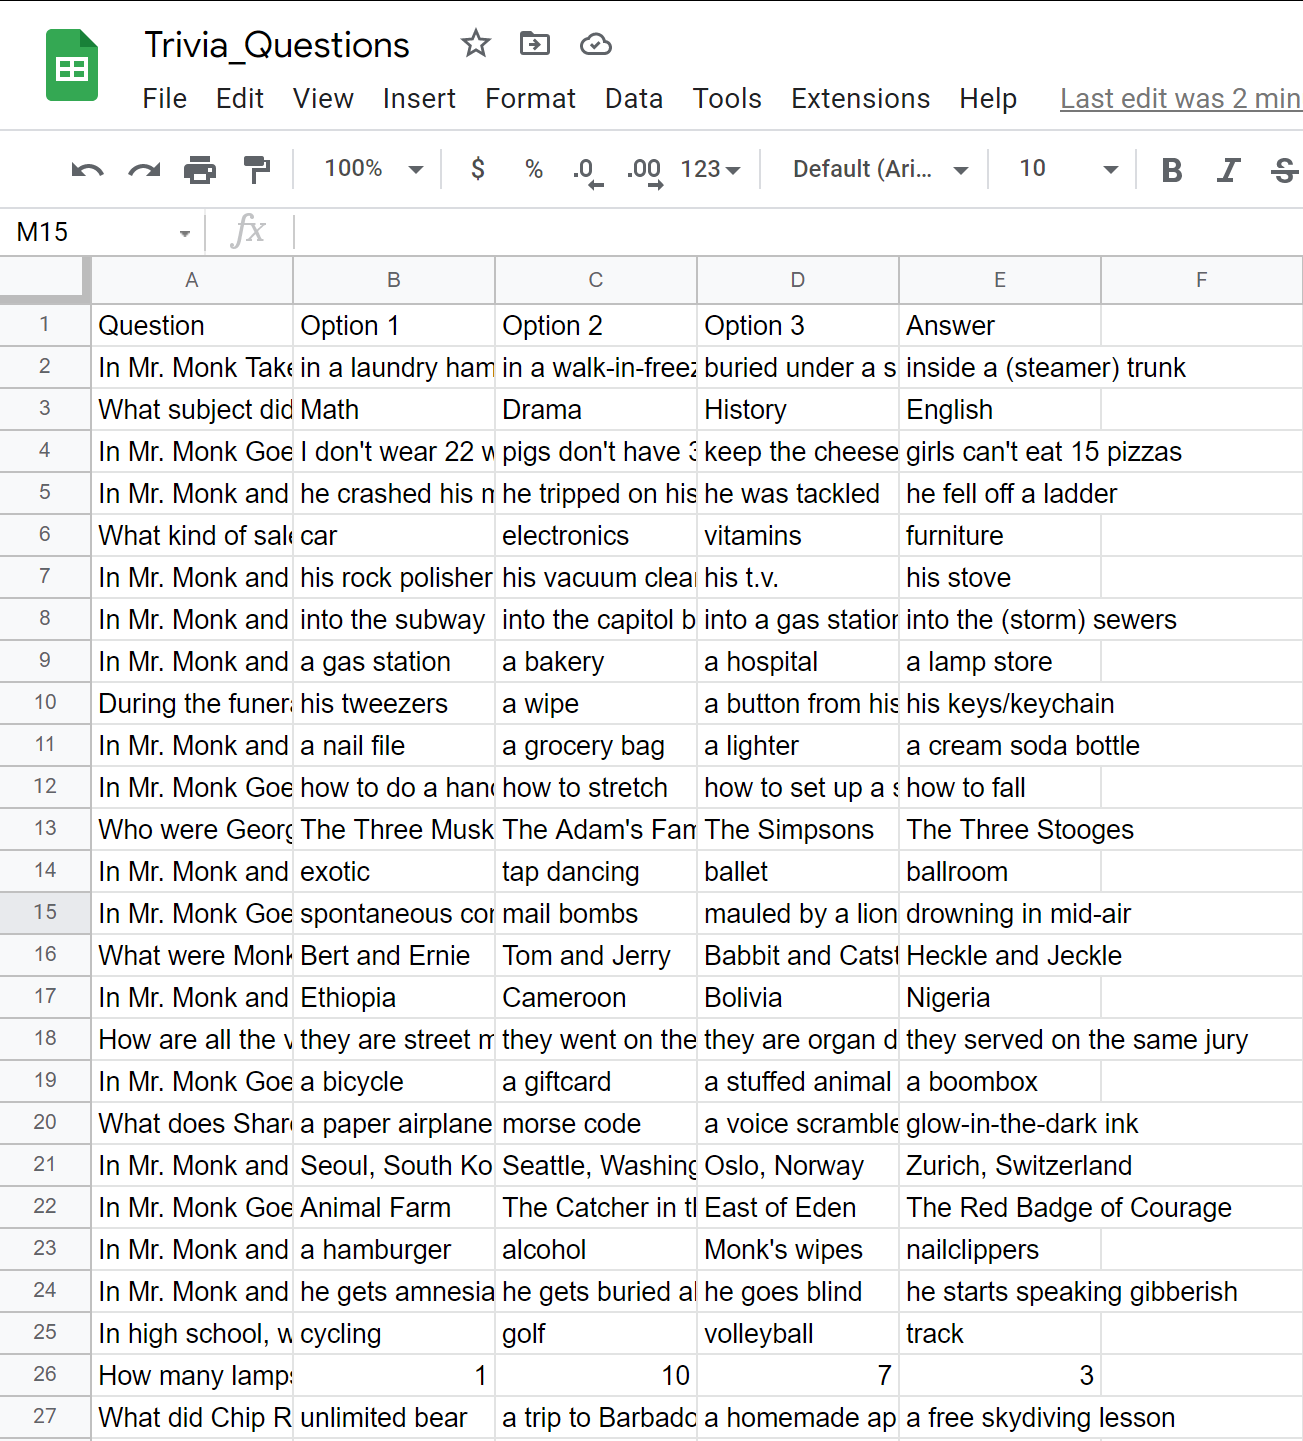 Trivia_Questions
File Edit View Insert Format Data Tools Extensions Help Last edit was 2 min
100% $ % .0 .00 123 Default (Ari... 10 B I S
M15 fx
A B C D E F
1 Question Option 1 Option 2 Option 3 Answer
2 In Mr. Monk Take in a laundry ham in a walk-in-freez buried under a s inside a (steamer) trunk
3 What subject did Math Drama History English
4 In Mr. Monk Goe I don't wear 22 w pigs don't have 3 keep the cheese girls can't eat 15 pizzas
5 In Mr. Monk and he crashed his m he tripped on his he was tackled he fell off a ladder
6 What kind of sale car electronics vitamins furniture
7 In Mr. Monk and his rock polisher his vacuum clea his t.v. his stove
8 In Mr. Monk and into the subway into the capitol b into a gas station into the (storm) sewers
9 In Mr. Monk and a gas station a bakery a hospital a lamp store
10 During the funera his tweezers a wipe a button from his his keys/keychain
11 In Mr. Monk and a nail file a grocery bag a lighter a cream soda bottle
12 In Mr. Monk Goe how to do a hand how to stretch how to set up a s how to fall
13 Who were Georg The Three Musk The Adam's Fam The Simpsons The Three Stooges
14 In Mr. Monk and exotic tap dancing ballet ballroom
15 In Mr. Monk Goe spontaneous cor mail bombs mauled by a lion drowning in mid-air
16 What were Monk Bert and Ernie Tom and Jerry Babbit and Catst Heckle and Jeckle
17 In Mr. Monk and Ethiopia Cameroon Bolivia Nigeria
18 How are all the v they are street m they went on the they are organ d they served on the same jury
19 In Mr. Monk Goe a bicycle a giftcard a stuffed animal a boombox
20 What does Shar a paper airplane morse code a voice scramble glow-in-the-dark ink
21 In Mr. Monk and Seoul, South Ko Seattle, Washing Oslo, Norway Zurich, Switzerland
22 In Mr. Monk Goe Animal Farm The Catcher in th East of Eden The Red Badge of Courage
23 In Mr. Monk and a hamburger alcohol Monk's wipes nailclippers
24 In Mr. Monk and he gets amnesia he gets buried al he goes blind he starts speaking gibberish
25 In high school, w cycling golf volleyball track
26 How many lamps 1 10 7 3
27 What did Chip R unlimited bear a trip to Barbado a homemade ap a free skydiving lesson